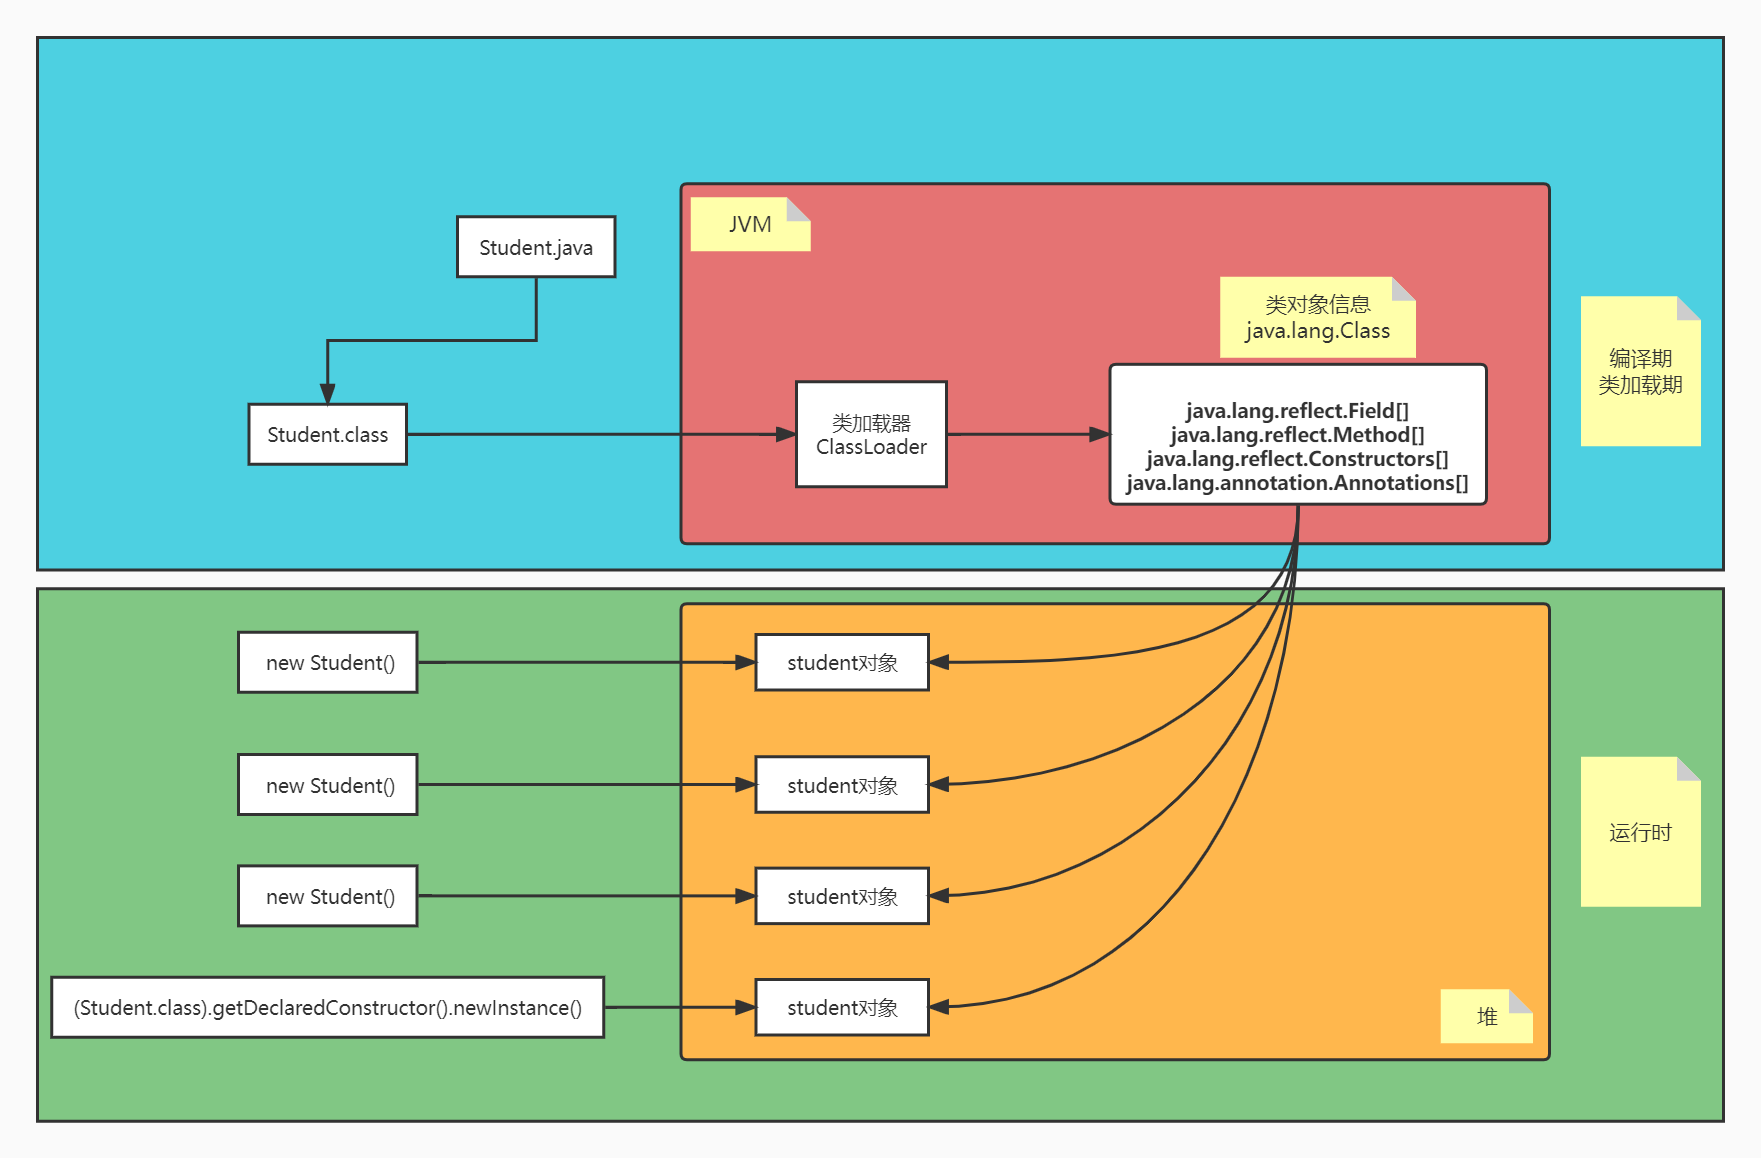 JVM
Student.java
类对象信息
java.lang.Class
编译期
类加载期
Student.class
类加载器
ClassLoader
java.lang.reflect.Field[]
java.lang.reflect.Method[]
java.lang.reflect.Constructors[]
java.lang.annotation.Annotations[]
new Student()
student对象
new Student()
student对象
运行时
new Student()
student对象
(Student.class).getDeclaredConstructor().newInstance()
student对象
堆